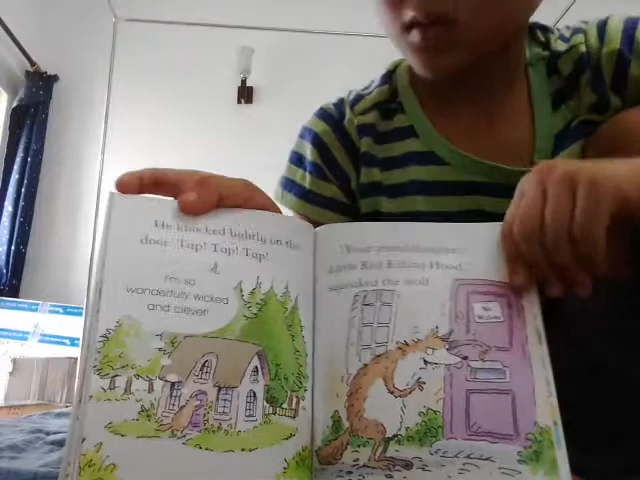 He knocked lightly on the
door. Tap! Tap! Tap!
I'm so
wonderfully wicked
and clever!
Little Red Riding Hood,"
squeaked the wolf.
No